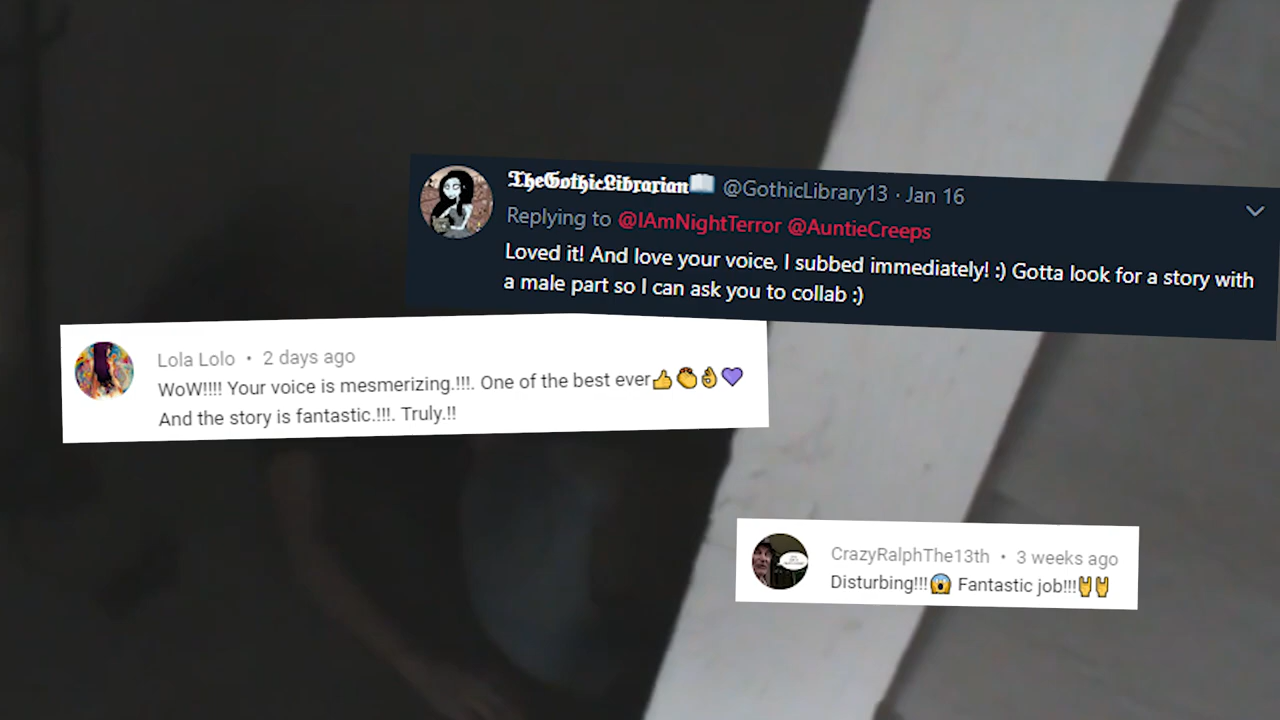 𝕿𝖍𝖊𝕲𝖔𝖙𝖍𝖎𝖈𝕷𝖎𝖇𝖗𝖆𝖗𝖎𝖆𝖓📖 @GothicLibrary13 · Jan 16
Replying to @IAmNightTerror @AuntieCreeps
Loved it! And love your voice, I subbed immediately! :) Gotta look for a story with
a male part so I can ask you to collab :)
Lola Lolo • 2 days ago
WoW!!!! Your voice is mesmerizing.!!!. One of the best ever👍👏👌💜
And the story is fantastic.!!!. Truly.!!
CrazyRalphThe13th • 3 weeks ago
Disturbing!!!😱 Fantastic job!!!🤘🤘